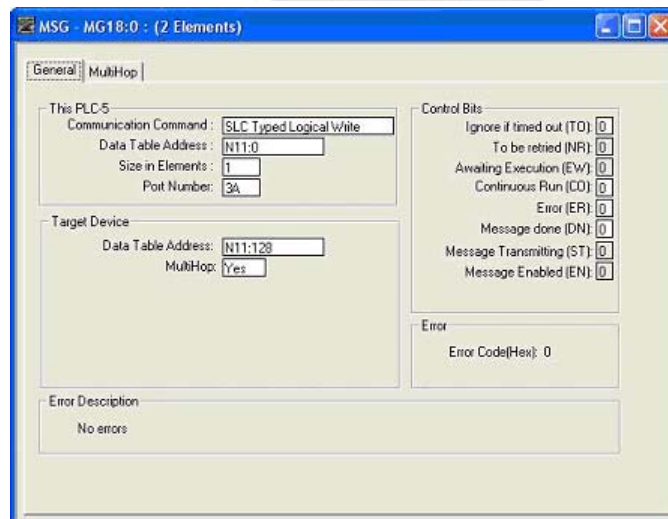 MSG - MG18:0 : (2 Elements)
General MultiHop
This PLC-5
Communication Command : SLC Typed Logical Write
Data Table Address : N11:0
Size in Elements : 1
Port Number: 3A
Target Device
Data Table Address: N11:128
MultiHop: Yes
Control Bits
Ignore if timed out (TO): 0
To be retried (NR): 0
Awaiting Execution (EW): 0
Continuous Run (CO): 0
Error (ER): 0
Message done (DN): 0
Message Transmitting (ST): 0
Message Enabled (EN): 0
Error
Error Code(Hex): 0
Error Description
No errors